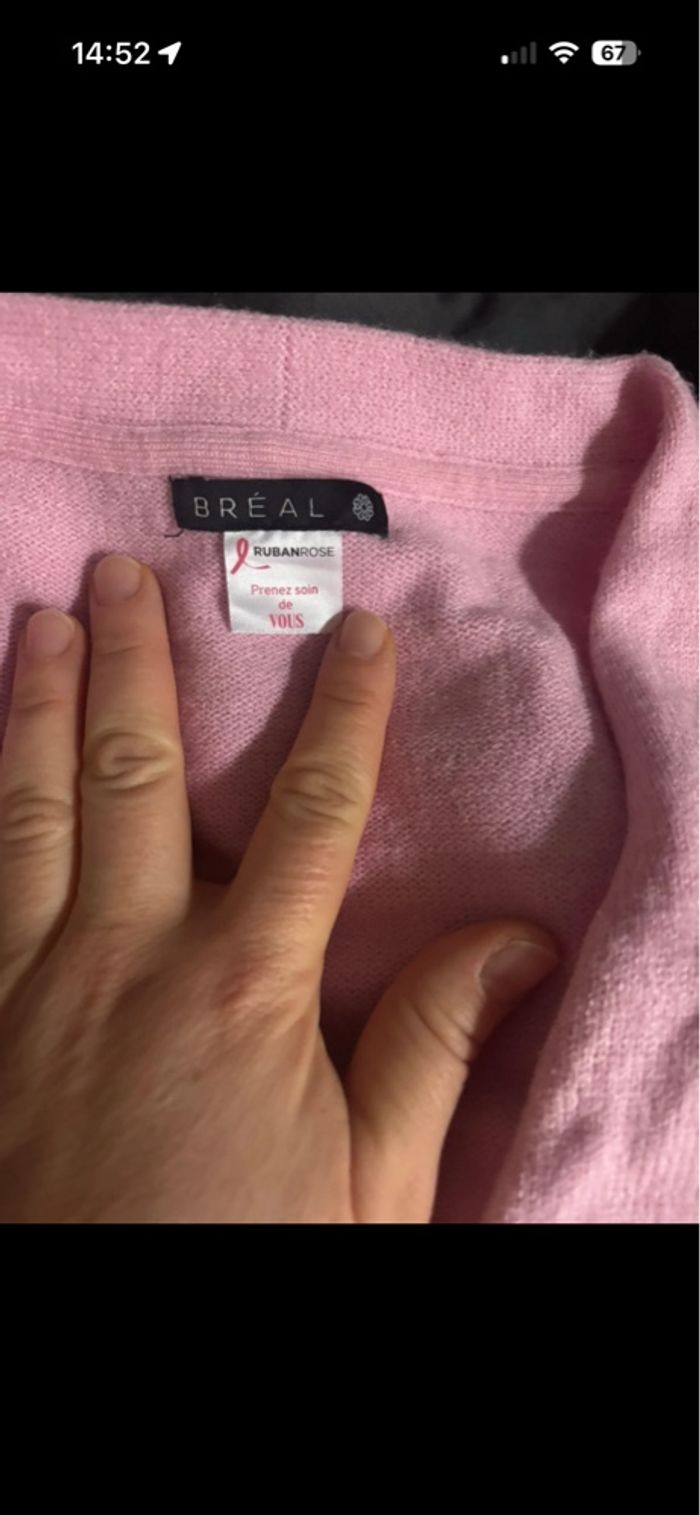 14:52
67
BRÉAL
RUBANROSE
Prenez soin
de
VOUS